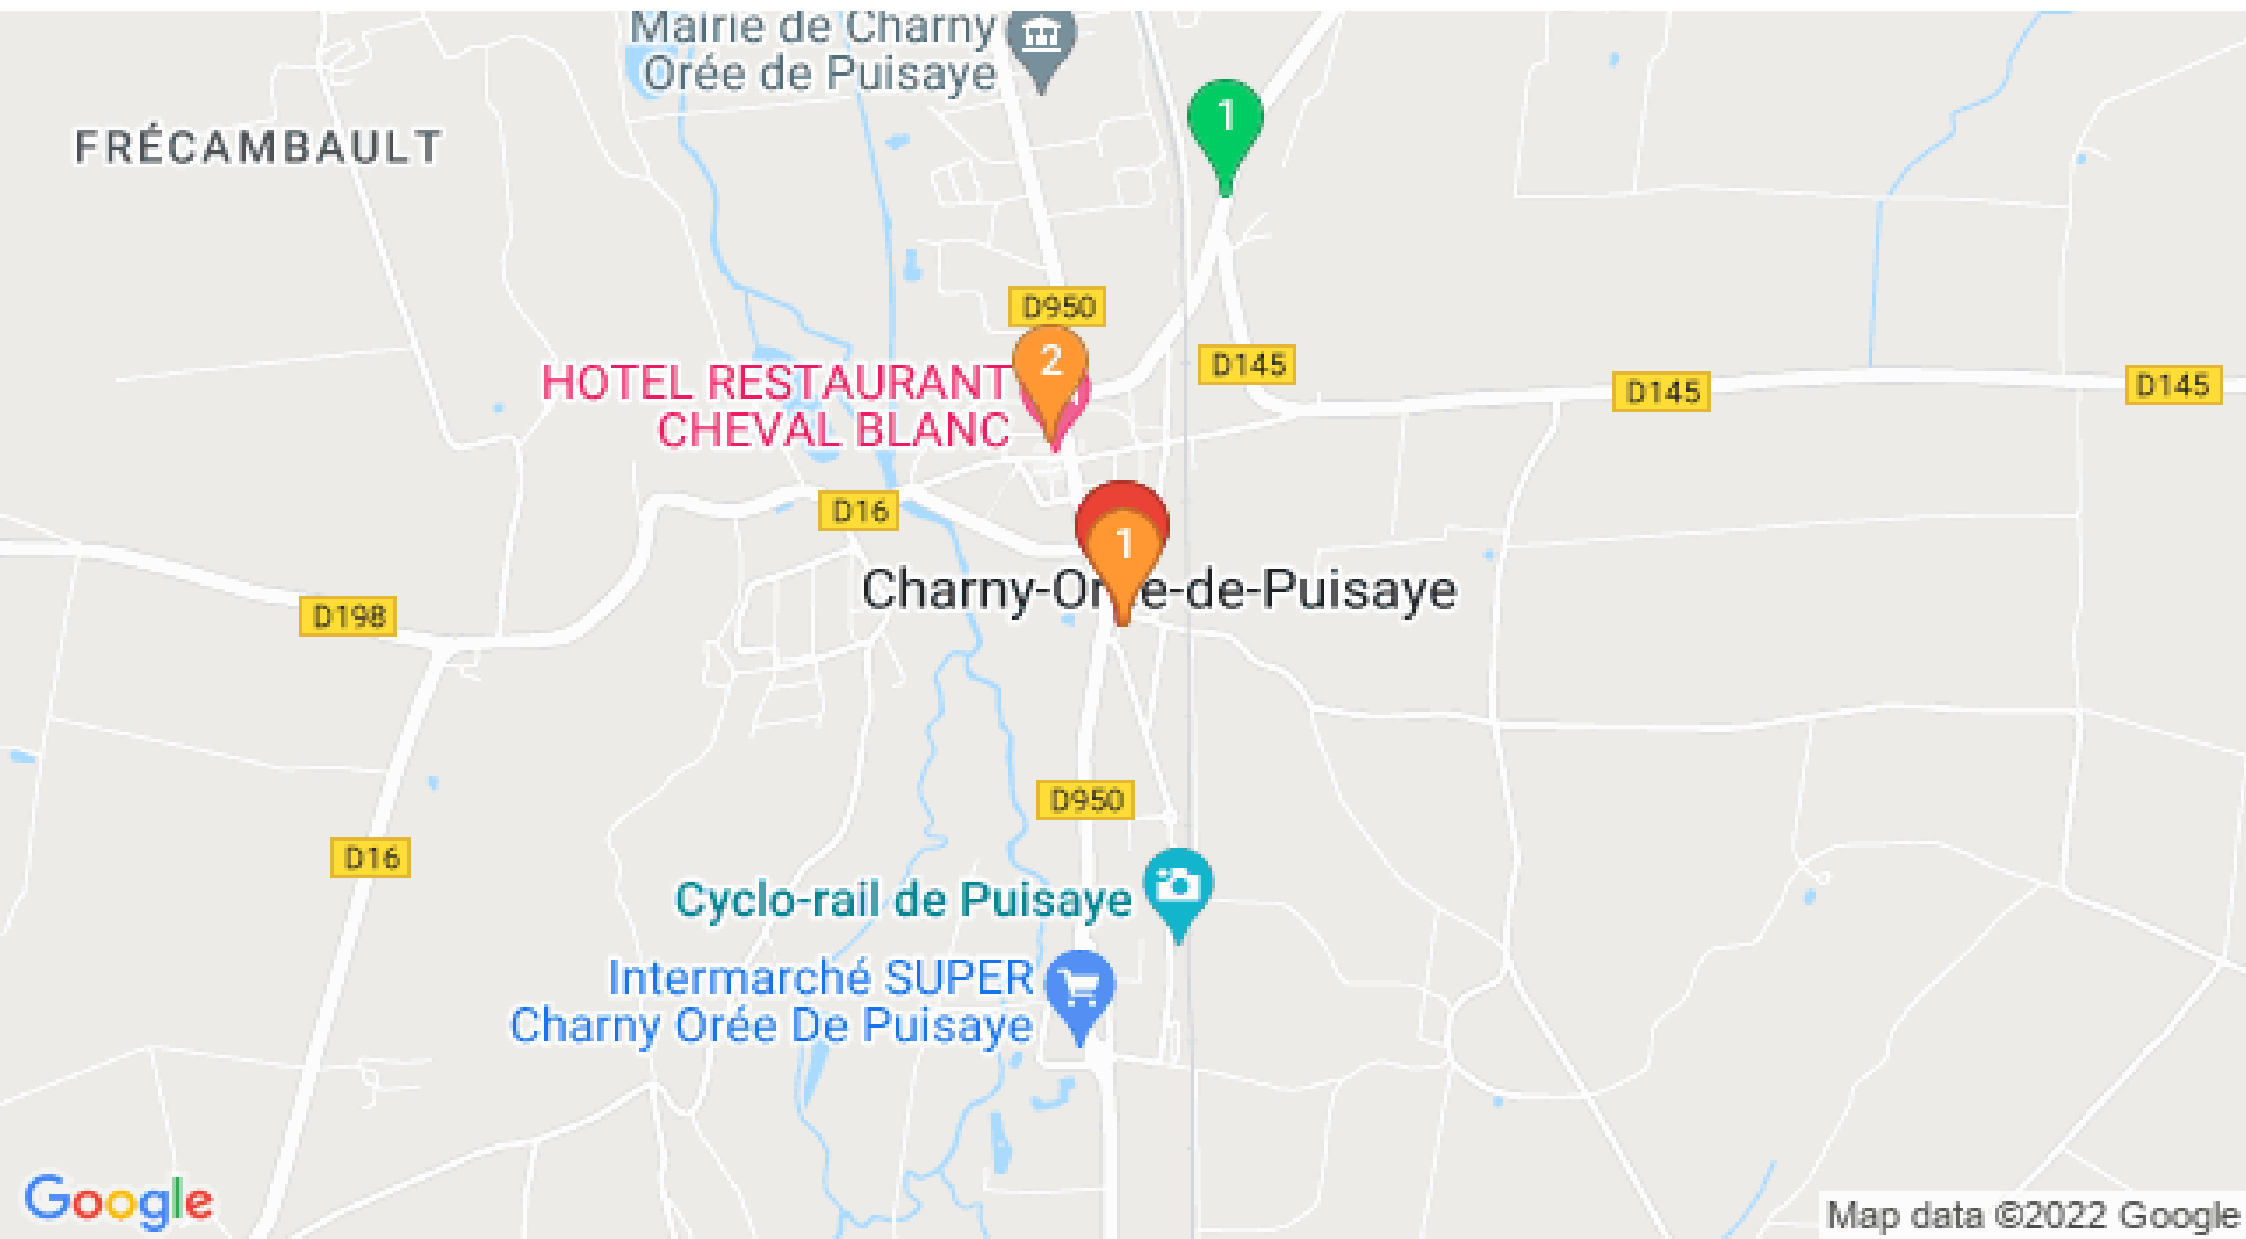 Mairie de Charny
Orée de Puisaye
1
FRÉCAMBAULT
D950
2
D145
HOTEL RESTAURANT
CHEVAL BLANC
D145
D145
D16
1
Charny-Orée-de-Puisaye
D198
D950
D16
Cyclo-rail de Puisaye
Intermarché SUPER
Charny Orée De Puisaye
Google
Map data ©2022 Google